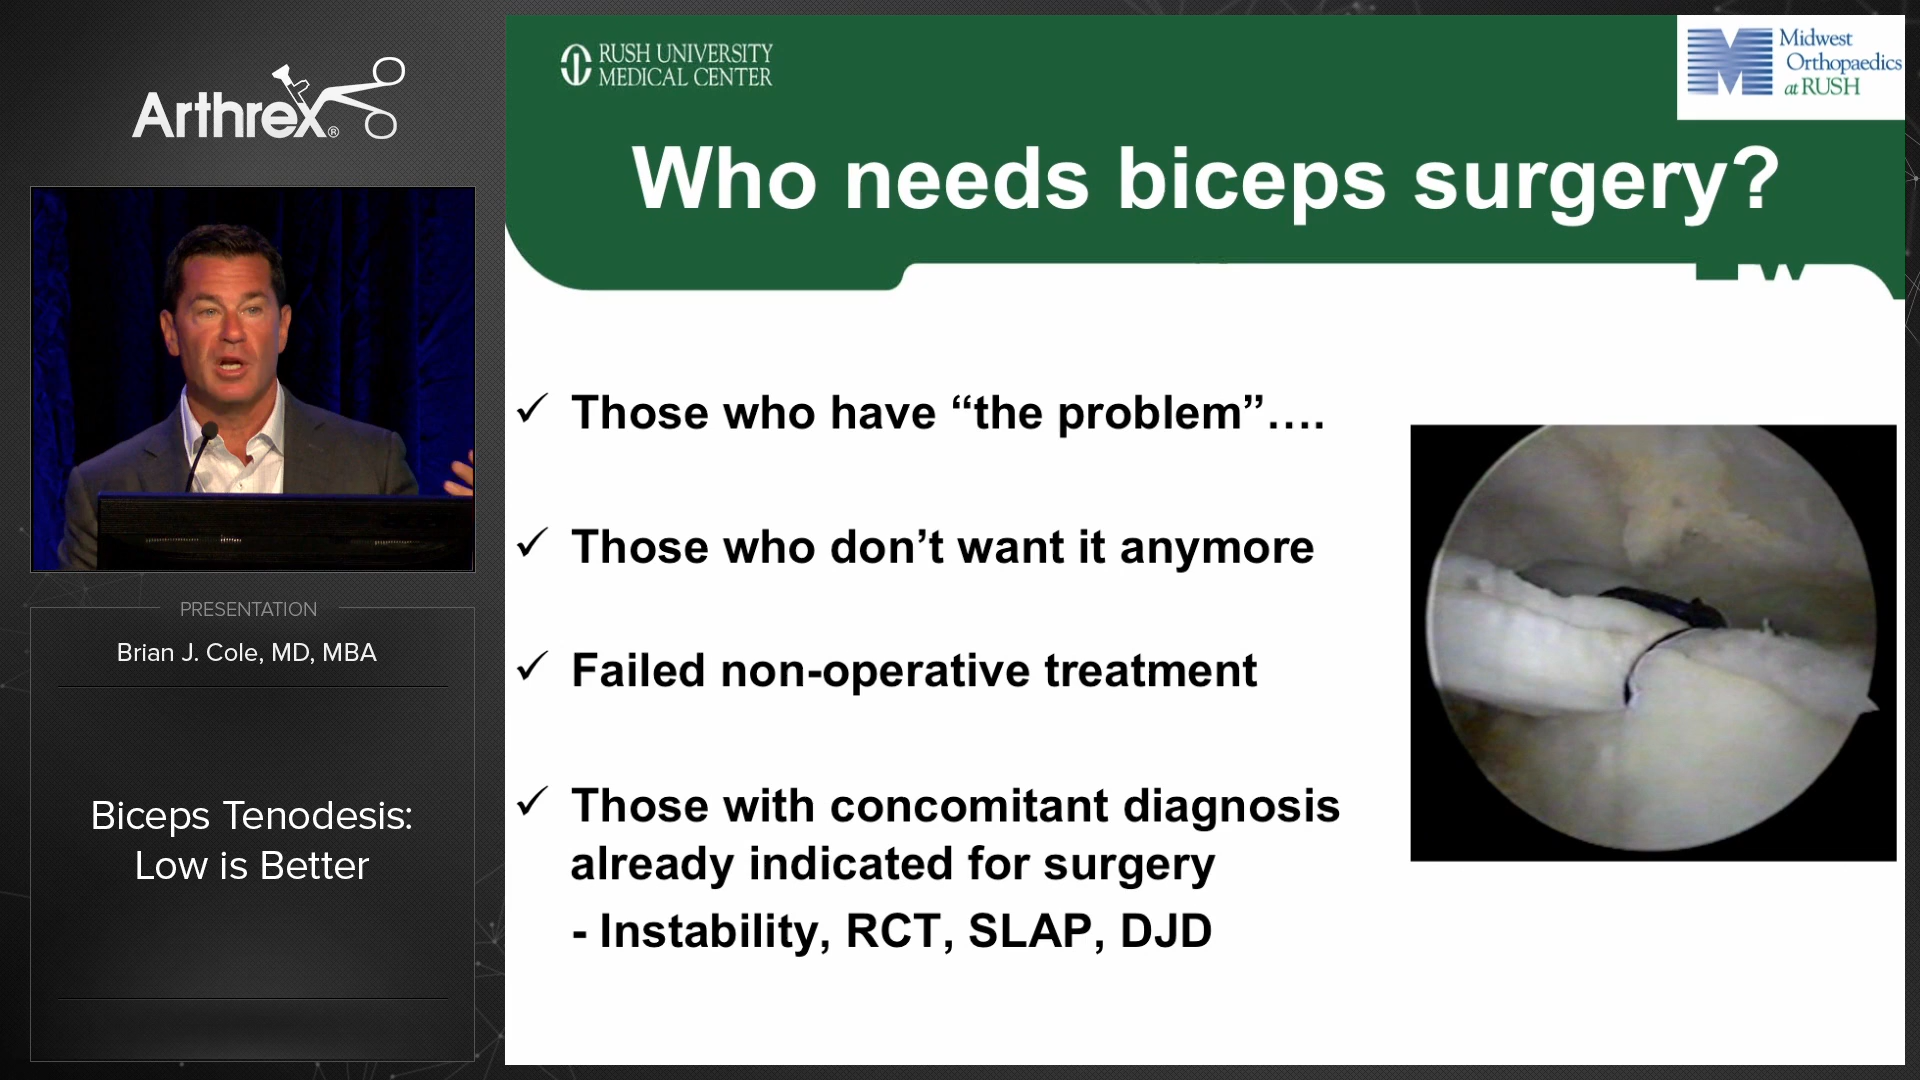 Arthrex®
PRESENTATION
Brian J. Cole, MD, MBA
Biceps Tenodesis:
Low is Better
RUSH UNIVERSITY
MEDICAL CENTER
Midwest
Orthopaedics
at RUSH
Who needs biceps surgery?
✓ Those who have “the problem”….
✓ Those who don’t want it anymore
✓ Failed non-operative treatment
✓ Those with concomitant diagnosis
already indicated for surgery
- Instability, RCT, SLAP, DJD